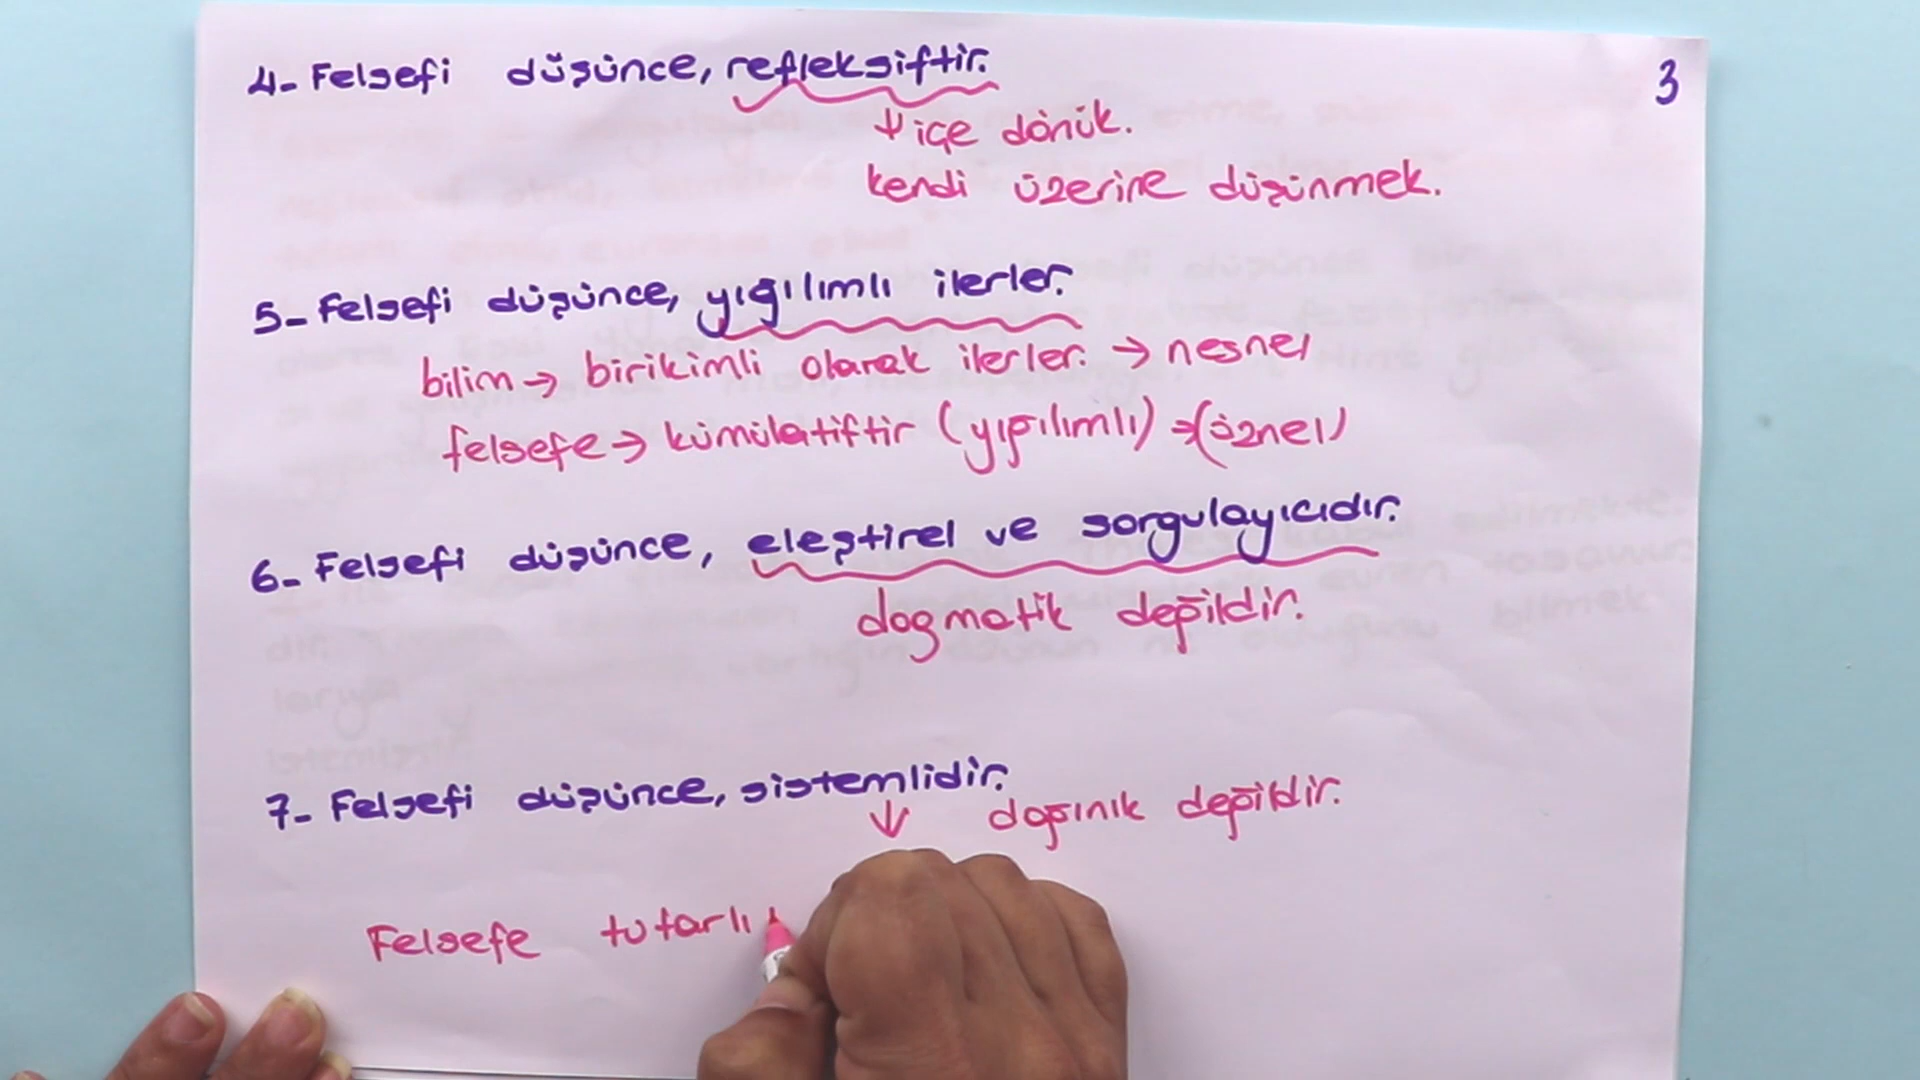 3
4- Felsefi düşünce, refleksiftir.
↓ içe dönük.
kendi üzerine düşünmek.
5- Felsefi düşünce, yığılımlı ilerler.
bilim → birikimli olarak ilerler. → nesnel
felsefe → kümülatiftir (yığılımlı) → (öznel)
6- Felsefi düşünce, eleştirel ve sorgulayıcıdır.
dogmatik değildir.
7- Felsefi düşünce, sistemlidir.
↓ dağınık değildir.
Felsefe tutarlı